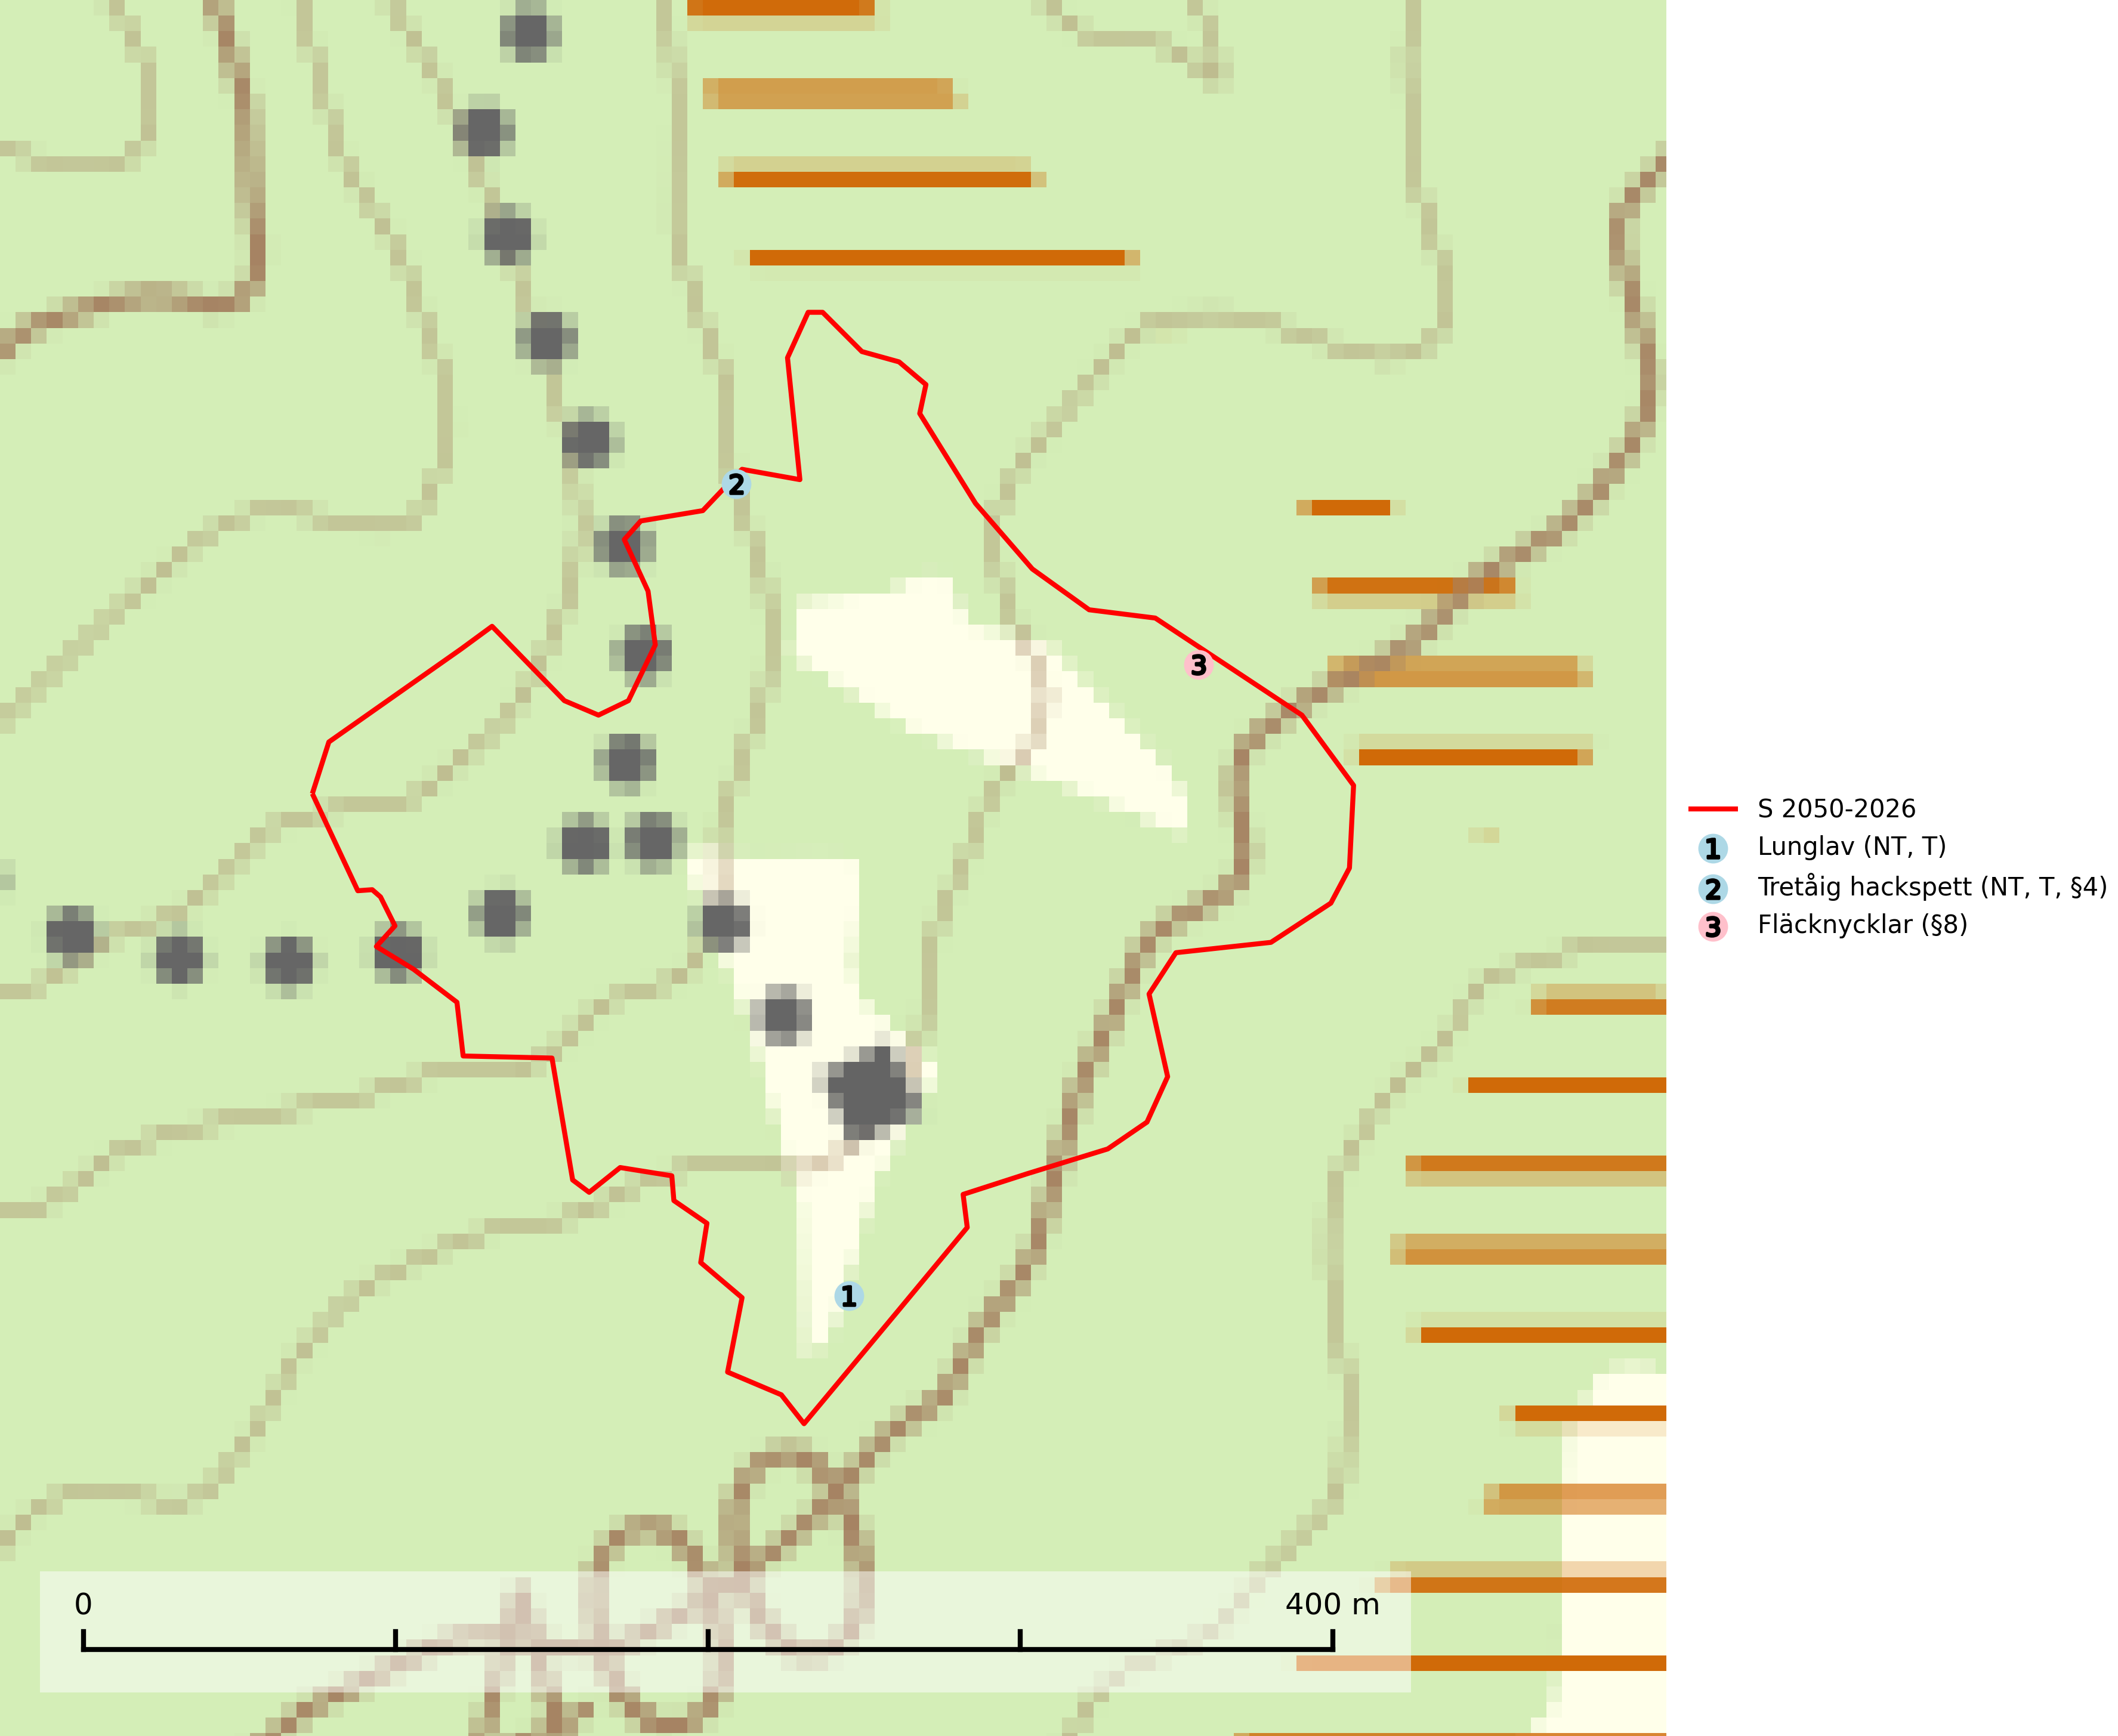 2
3
1
0
400 m
S 2050-2026
1 Lunglav (NT, T)
2 Tretåig hackspett (NT, T, §4)
3 Fläcknycklar (§8)